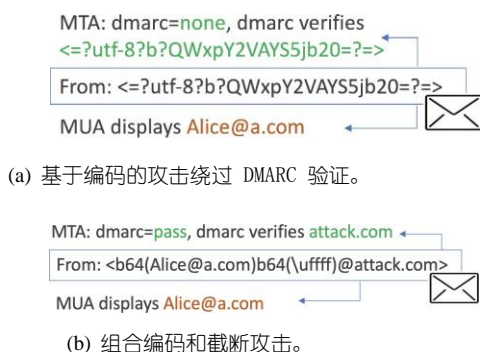 MTA: dmarc=none, dmarc verifies
<=?utf-8?b?QWxpY2VAYS5jb20=?=>
From: <=?utf-8?b?QWxpY2VAYS5jb20=?=>
MUA displays Alice@a.com
(a) 基于编码的攻击绕过 DMARC 验证。
MTA: dmarc=pass, dmarc verifies attack.com
From: <b64(Alice@a.com)b64(\uffff)@attack.com>
MUA displays Alice@a.com
(b) 组合编码和截断攻击。